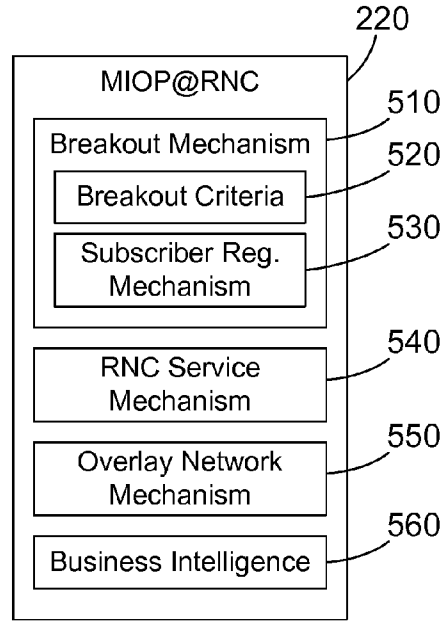 220
MIOP@RNC
510
Breakout Mechanism
520
Breakout Criteria
530
Subscriber Reg.
Mechanism
540
RNC Service
Mechanism
550
Overlay Network
Mechanism
560
Business Intelligence